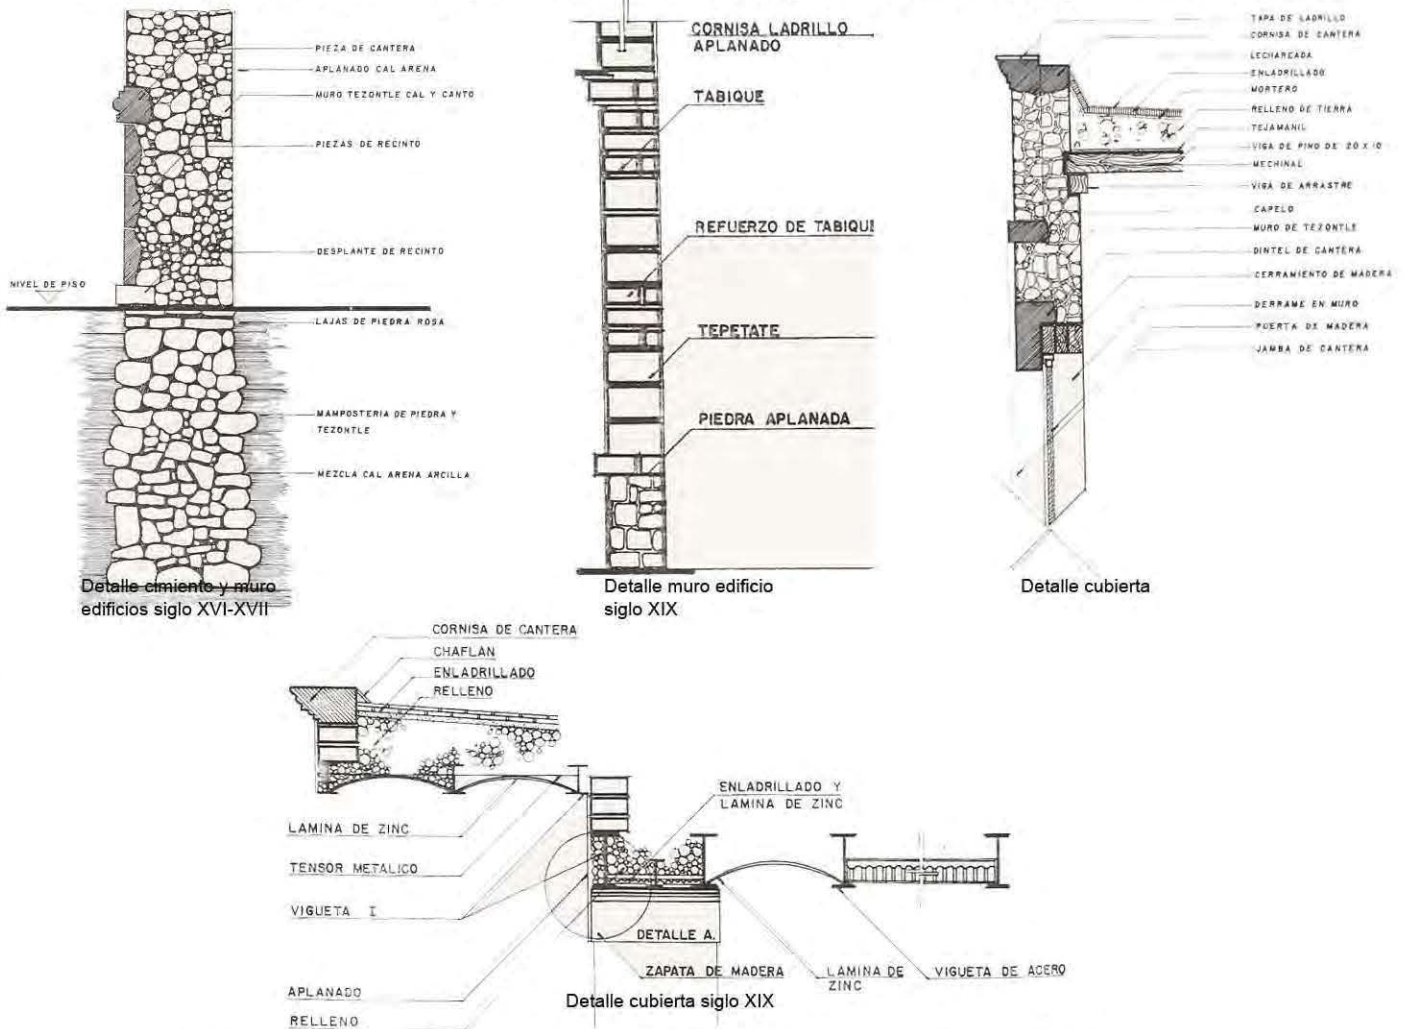 PIEZA DE CANTERA
APLANADO CAL ARENA
MURO TEZONTLE CAL Y CANTO
PIEZAS DE RECINTO
DESPLANTE DE RECINTO
NIVEL DE PISO
LAJAS DE PIEDRA ROSA
MAMPOSTERIA DE PIEDRA Y
TEZONTLE
MEZCLA CAL ARENA ARCILLA
Detalle cimiento y muro
edificios siglo XVI-XVII
CORNISA LADRILLO
APLANADO
TABIQUE
REFUERZO DE TABIQUE
TEPETATE
PIEDRA APLANADA
Detalle muro edificio
siglo XIX
TAPA DE LADRILLO
CORNISA DE CANTERA
LECHAREADA
ENLADRILLADO
MORTERO
RELLENO DE TIERRA
TEJAMANIL
VIGA DE PINO DE 20 X 10
MECHINAL
VIGA DE ARRASTRE
CAPELO
MURO DE TEZONTLE
DINTEL DE CANTERA
CERRAMIENTO DE MADERA
DERRAME EN MURO
PUERTA DE MADERA
JAMBA DE CANTERA
Detalle cubierta
CORNISA DE CANTERA
CHAFLAN
ENLADRILLADO
RELLENO
LAMINA DE ZINC
TENSOR METALICO
VIGUETA I
APLANADO
RELLENO
ENLADRILLADO Y
LAMINA DE ZINC
DETALLE A.
ZAPATA DE MADERA
LAMINA DE
ZINC
VIGUETA DE ACERO
Detalle cubierta siglo XIX